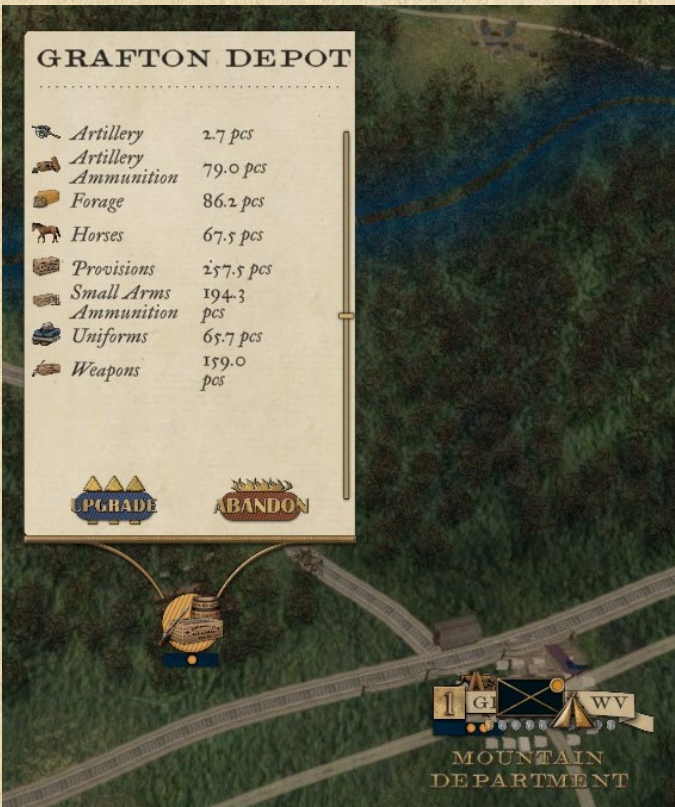 GRAFTON DEPOT
Artillery 2.7 pcs
Artillery
Ammunition 79.0 pcs
Forage 86.2 pcs
Horses 67.5 pcs
Provisions 257.5 pcs
Small Arms 194.3
Ammunition pcs
Uniforms 65.7 pcs
Weapons 159.0
pcs
UPGRADE ABANDON
1 WV
MOUNTAIN
DEPARTMENT